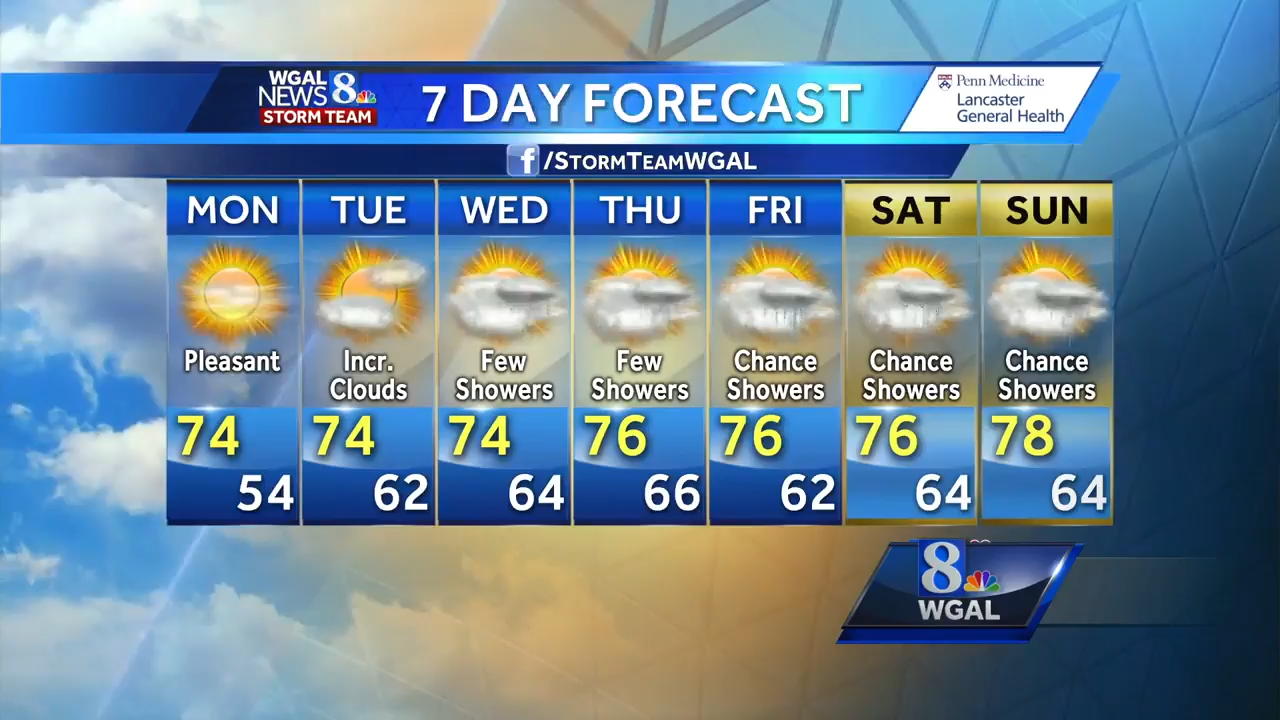 WGAL
NEWS 8
STORM TEAM
7 DAY FORECAST
Penn Medicine
Lancaster
General Health
f /STORMTEAMWGAL
MON TUE WED THU FRI SAT SUN
Pleasant
Incr.
Clouds
Few
Showers
Few
Showers
Chance
Showers
Chance
Showers
Chance
Showers
74 74 74 76 76 76 78
54 62 64 66 62 64 64
8
WGAL